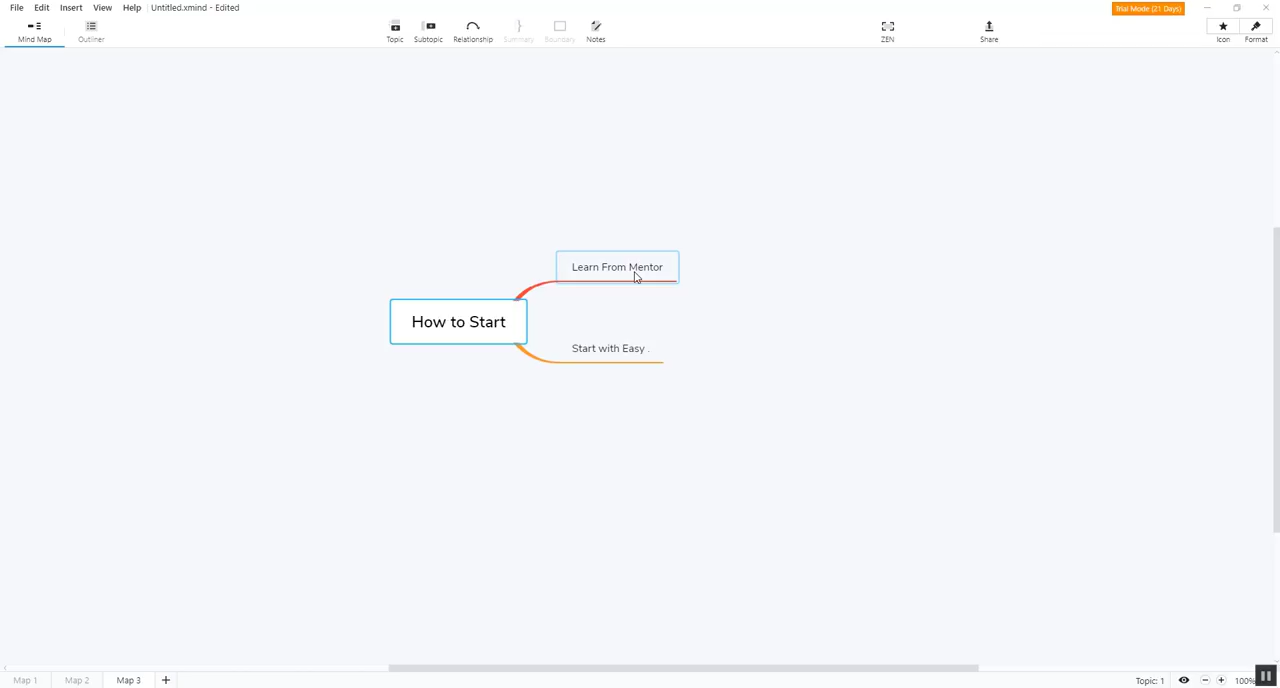 File Edit Insert View Help Untitled.xmind - Edited Trial Mode (21 Days)
Mind Map Outliner Topic Subtopic Relationship Summary Boundary Notes ZEN Share Icon Format
Learn From Mentor
How to Start
Start with Easy .
Map 1 Map 2 Map 3 Topic: 1 100%